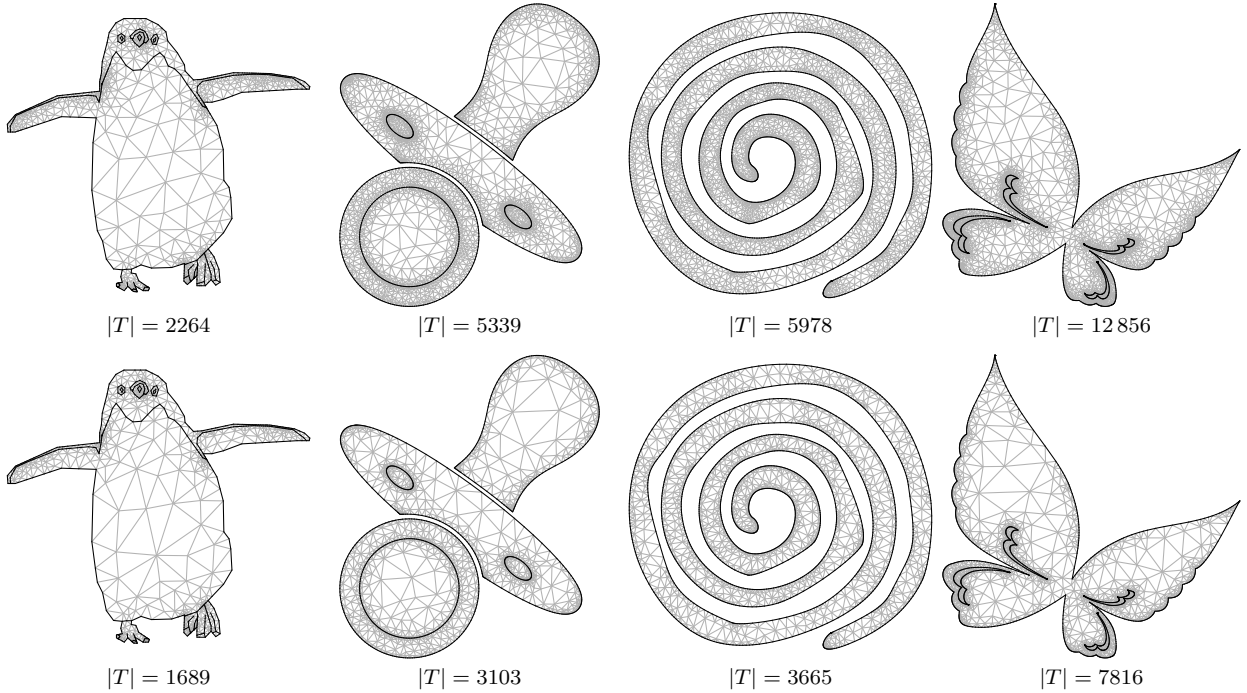 |T| = 2264
|T| = 5339
|T| = 5978
|T| = 12 856
|T| = 1689
|T| = 3103
|T| = 3665
|T| = 7816